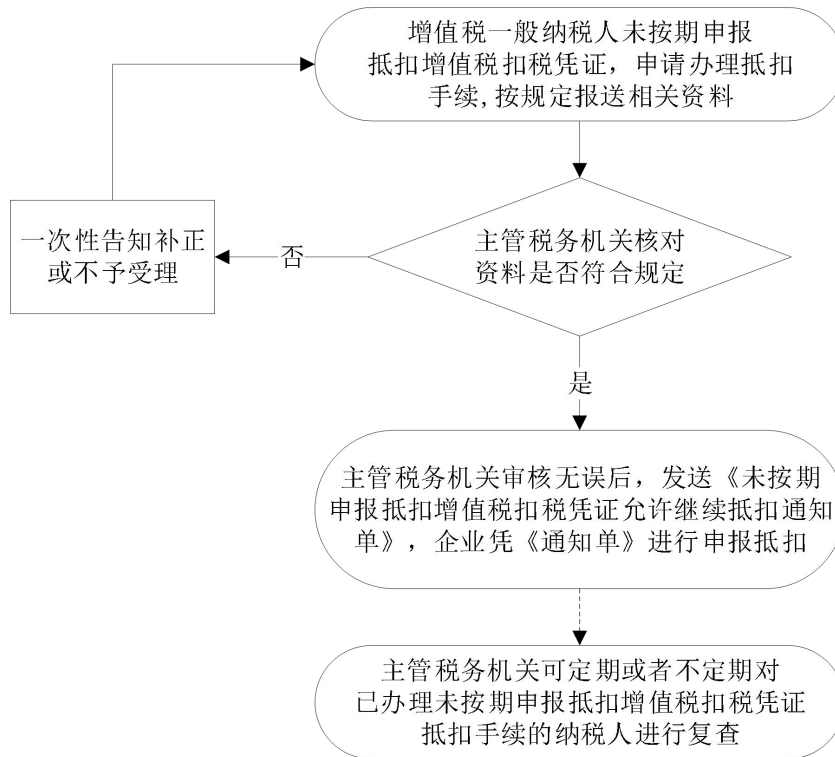 增值税一般纳税人未按期申报
抵扣增值税扣税凭证，申请办理抵扣
手续,按规定报送相关资料
主管税务机关核对
资料是否符合规定
否
一次性告知补正
或不予受理
是
主管税务机关审核无误后，发送《未按期
申报抵扣增值税扣税凭证允许继续抵扣通知
单》，企业凭《通知单》进行申报抵扣
主管税务机关可定期或者不定期对
已办理未按期申报抵扣增值税扣税凭证
抵扣手续的纳税人进行复查